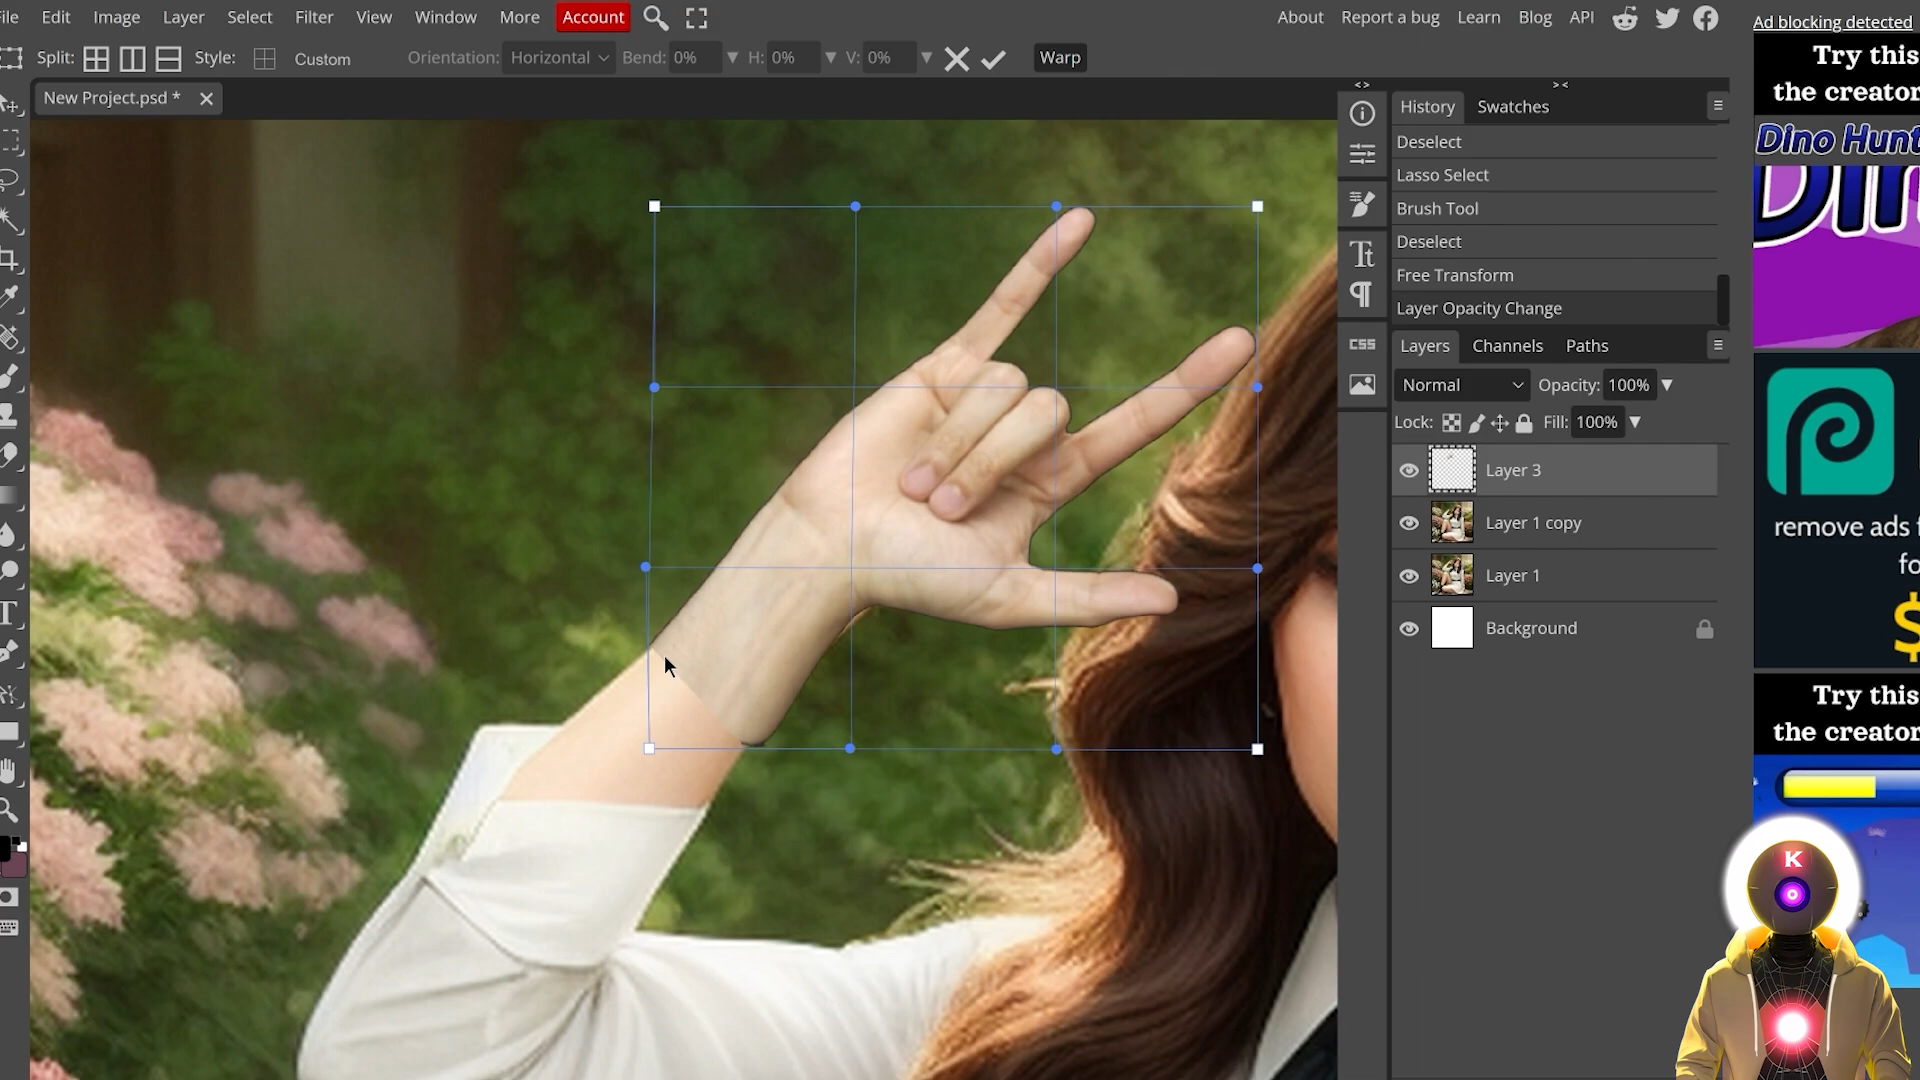 File Edit Image Layer Select Filter View Window More Account
About Report a bug Learn Blog API
Ad blocking detected
Split: Style: Custom Orientation: Horizontal Bend: 0% H: 0% V: 0% Warp
New Project.psd *
Try this
the creator
Dino Hunt
History Swatches
Deselect
Lasso Select
Brush Tool
Deselect
Free Transform
Layer Opacity Change
Tt
CSS
Layers Channels Paths
Normal Opacity: 100%
Lock: Fill: 100%
Layer 3
Layer 1 copy
Layer 1
Background
remove ads f
fo
$
Try this
the creator
K